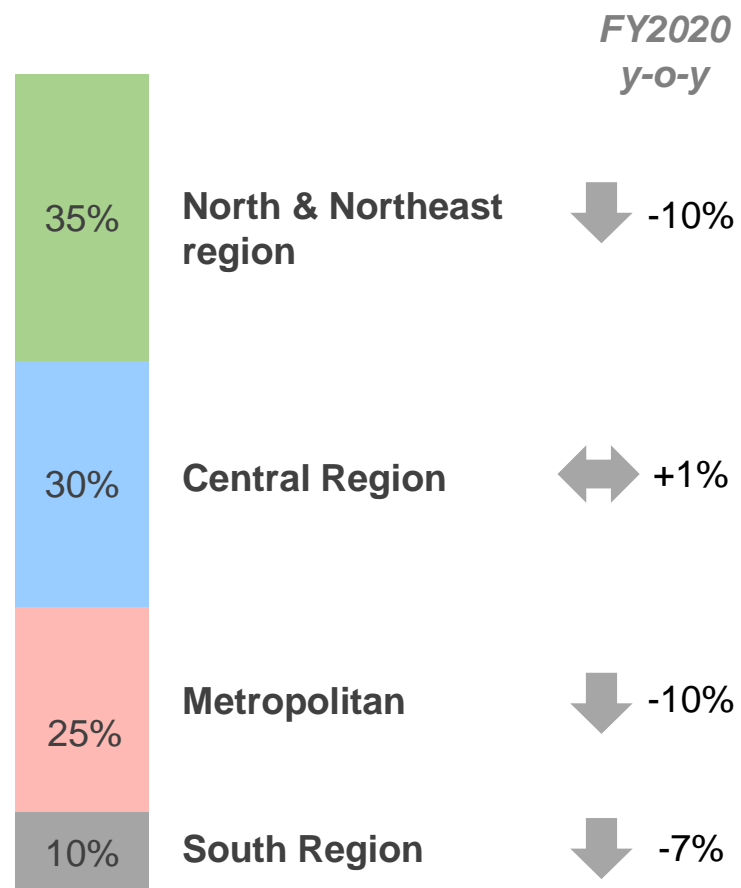 FY2020
y-o-y
35%
North & Northeast
region
-10%
30%
Central Region
+1%
25%
Metropolitan
-10%
10%
South Region
-7%